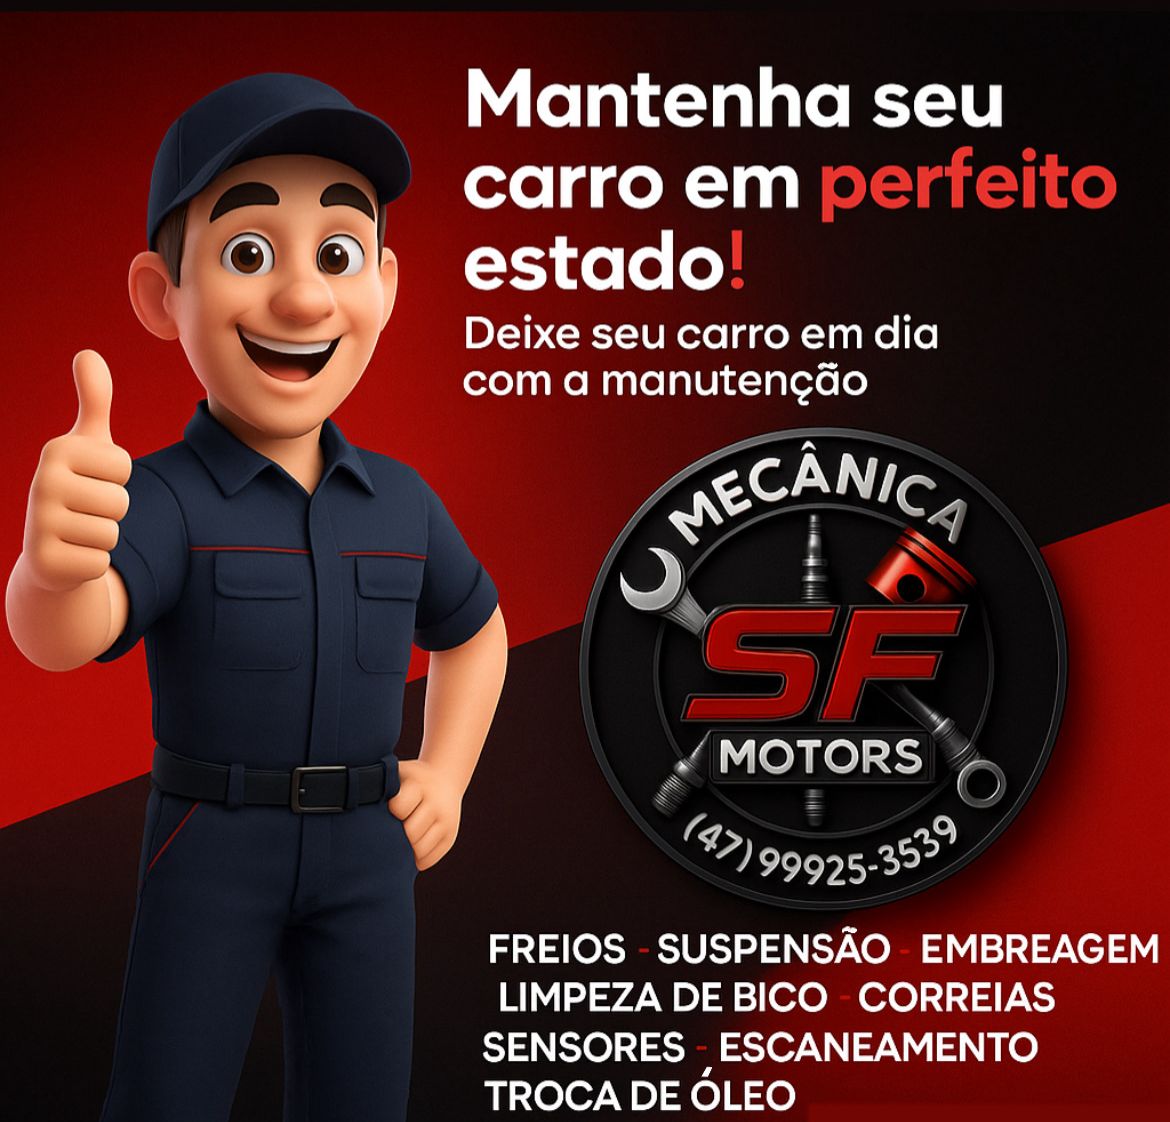 Mantenha seu
carro em perfeito
estado!
Deixe seu carro em dia
com a manutenção
MECÂNICA
SF
MOTORS
(47) 99925-3539
FREIOS - SUSPENSÃO - EMBREAGEM
LIMPEZA DE BICO - CORREIAS
SENSORES - ESCANEAMENTO
TROCA DE ÓLEO